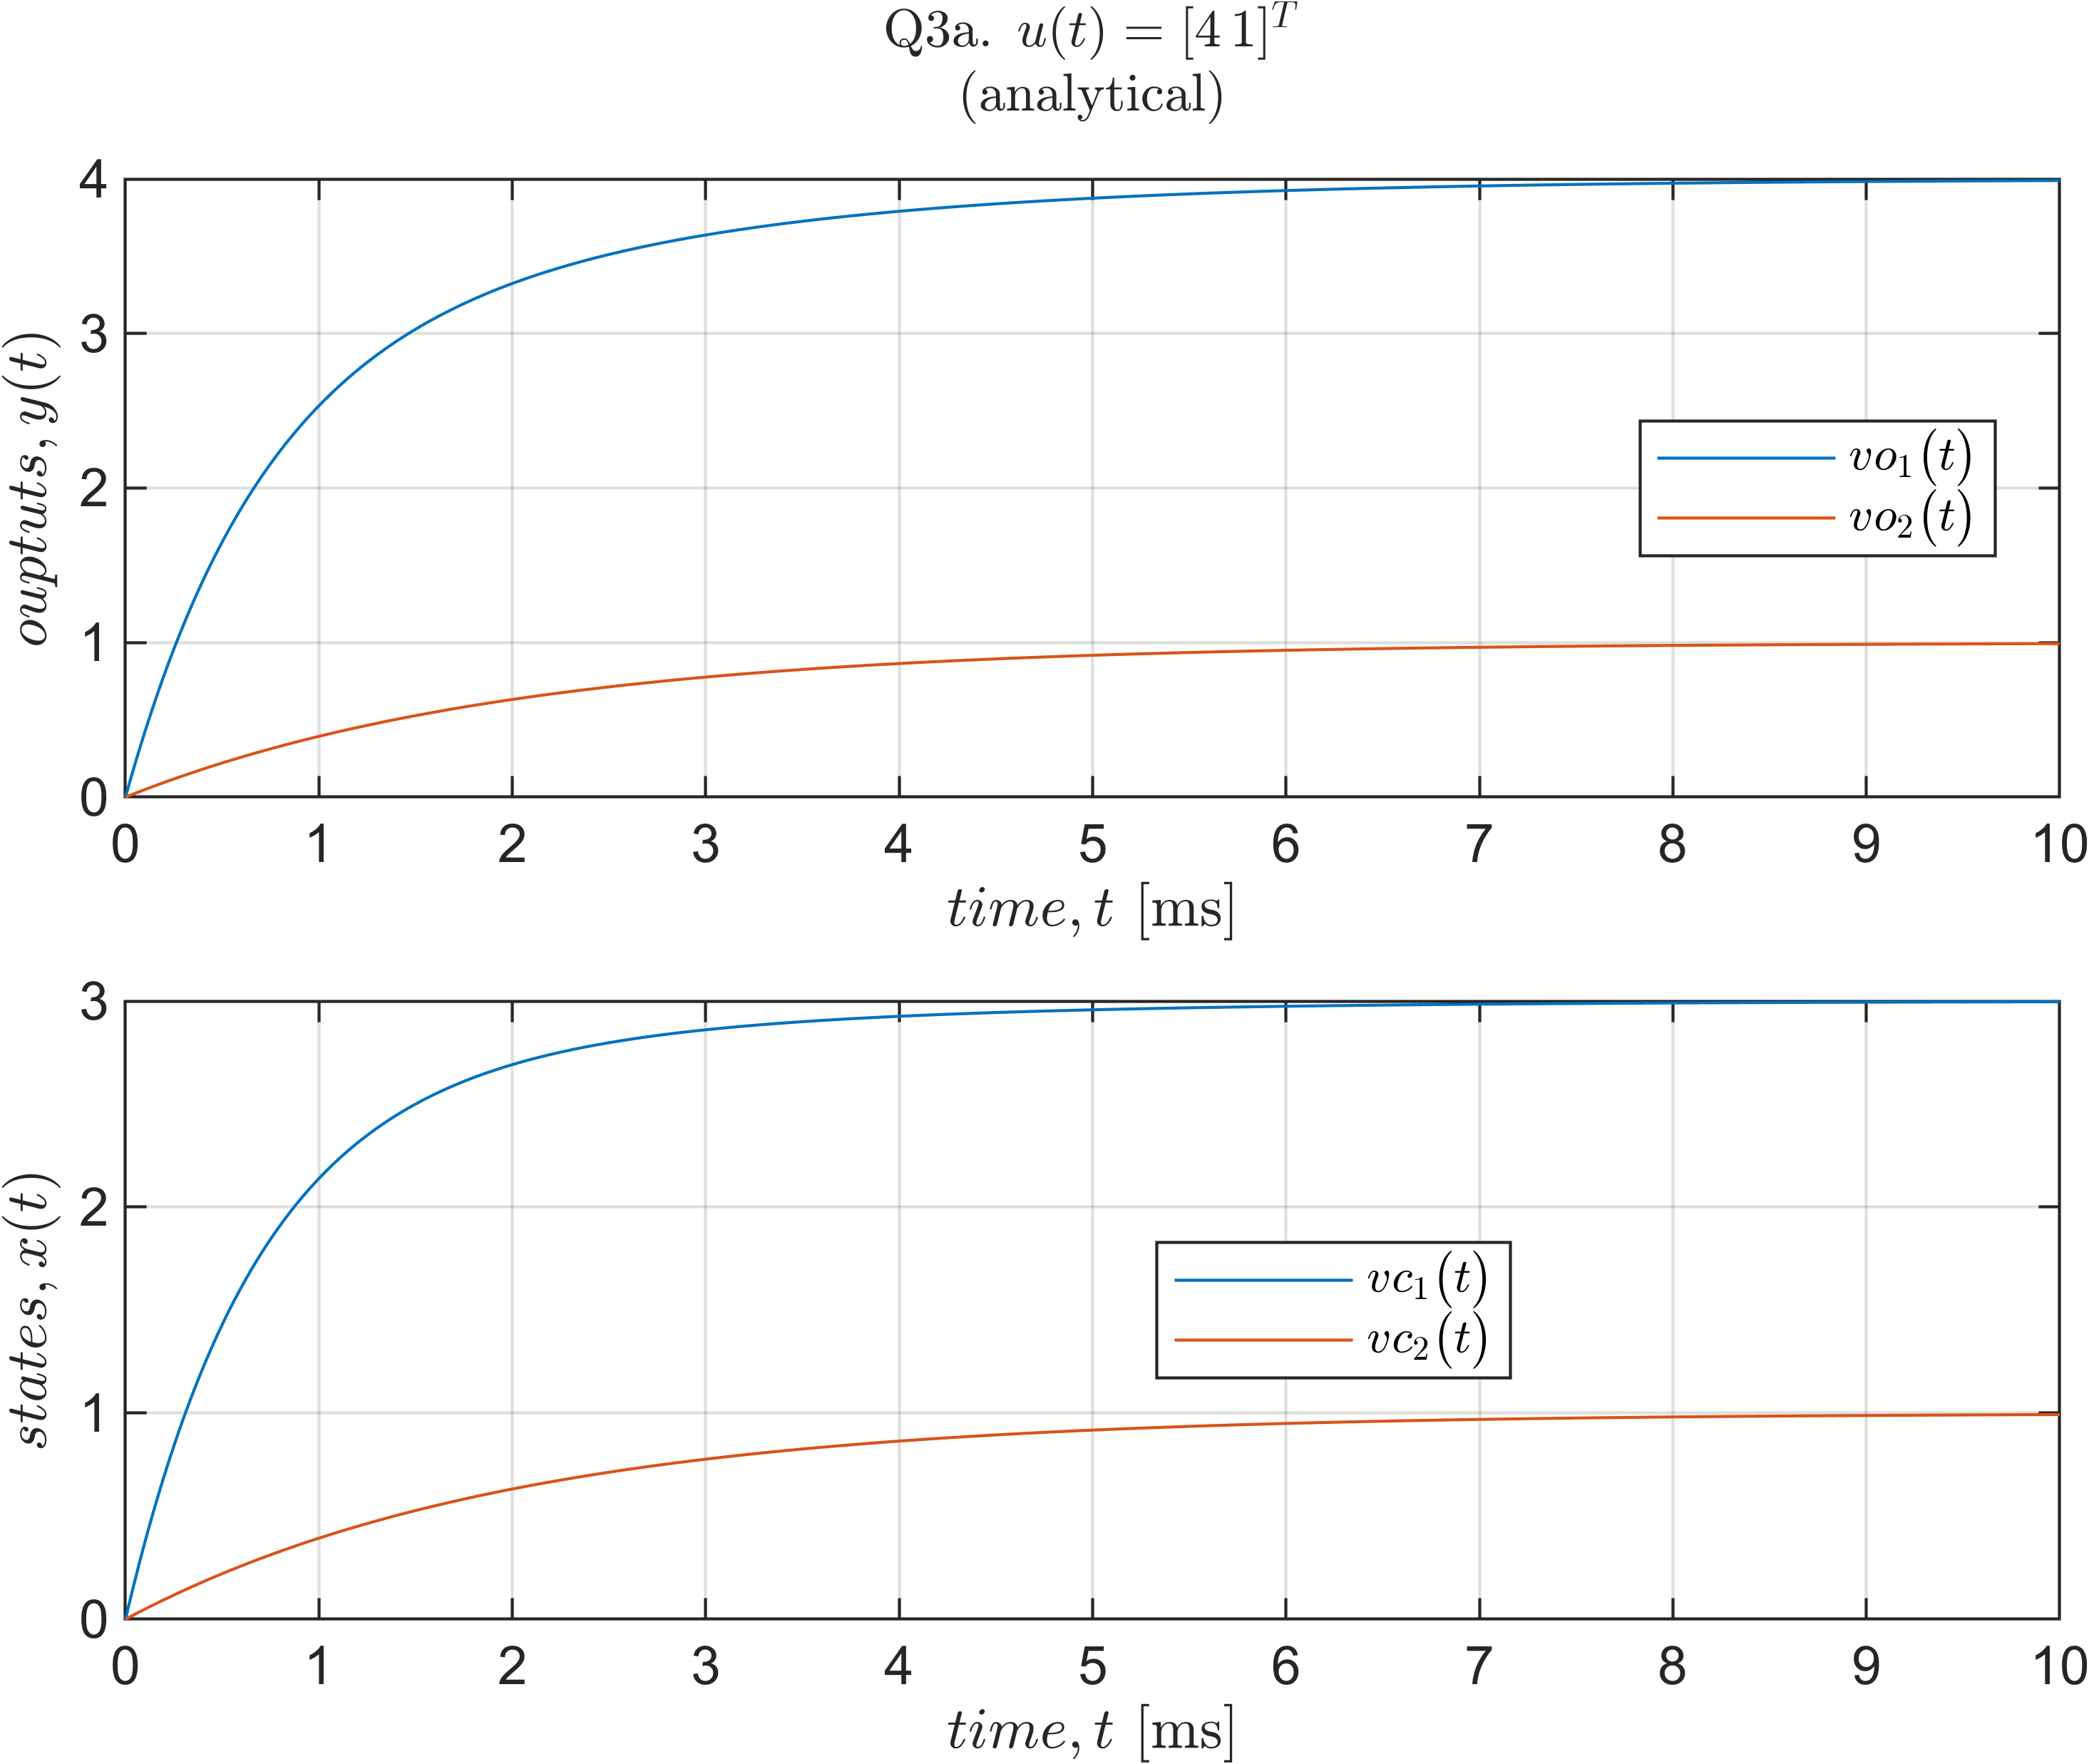 Q3a. u(t) = [4 1]^T
(analytical)
4
3
2
1
0
ouptuts, y(t)
vo₁(t)
vo₂(t)
0 1 2 3 4 5 6 7 8 9 10
time, t [ms]
3
2
1
0
states, x(t)
vc₁(t)
vc₂(t)
0 1 2 3 4 5 6 7 8 9 10
time, t [ms]